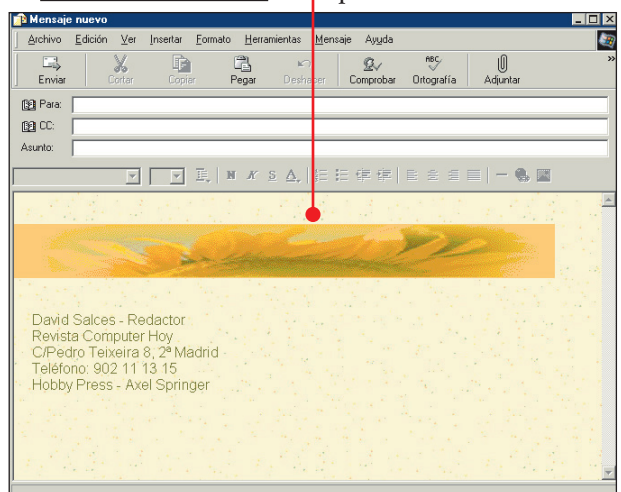 Mensaje nuevo
Archivo Edición Ver Insertar Formato Herramientas Mensaje Ayuda
Enviar Cortar Copiar Pegar Deshacer Comprobar Ortografía Adjuntar
Para:
CC:
Asunto:
N K S A
David Salces - Redactor
Revista Computer Hoy
C/Pedro Teixeira 8, 2ª Madrid
Teléfono: 902 11 13 15
Hobby Press - Axel Springer